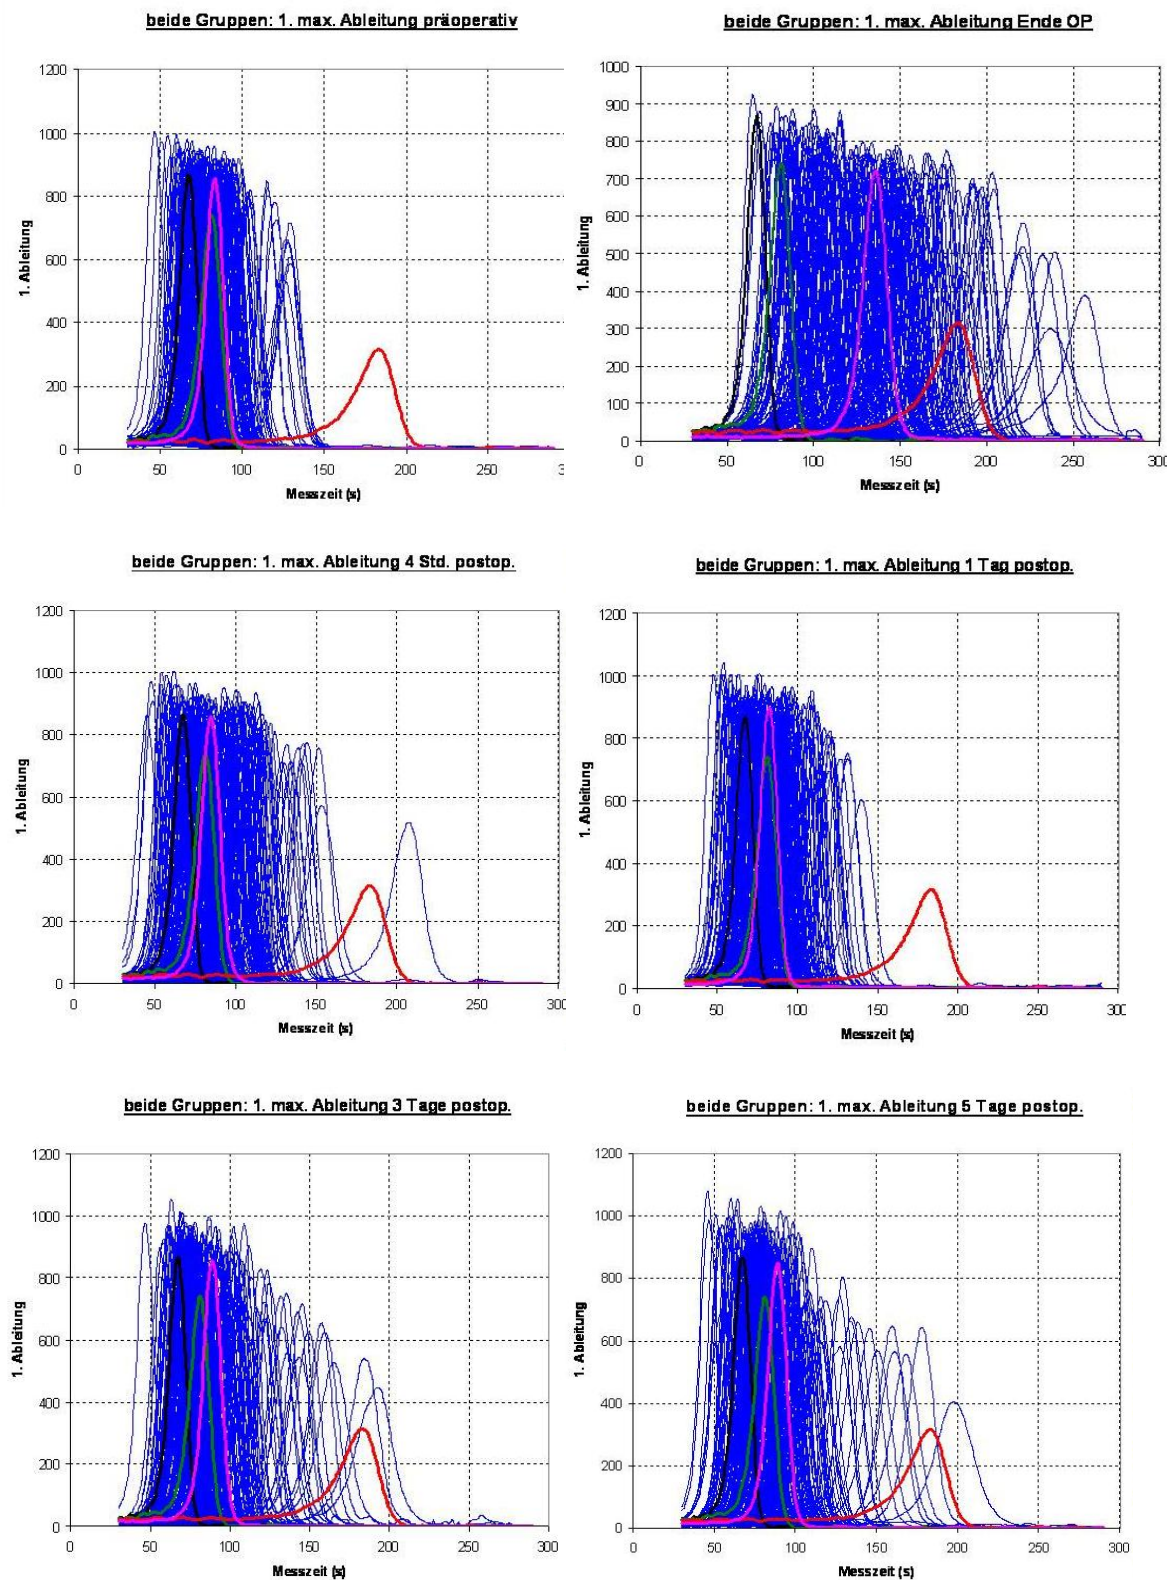 beide Gruppen: 1. max. Ableitung präoperativ
1200
1000
800
600
400
200
0
1. Ableitung
0 50 100 150 200 250
Messzeit (s)
beide Gruppen: 1. max. Ableitung Ende OP
1000
900
800
700
600
500
400
300
200
100
0
1. Ableitung
0 50 100 150 200 250 300
Messzeit (s)
beide Gruppen: 1. max. Ableitung 4 Std. postop.
1200
1000
800
600
400
200
0
1. Ableitung
0 50 100 150 200 250 300
Messzeit (s)
beide Gruppen: 1. max. Ableitung 1 Tag postop.
1200
1000
800
600
400
200
0
1. Ableitung
0 50 100 150 200 250 300
Messzeit (s)
beide Gruppen: 1. max. Ableitung 3 Tage postop.
1200
1000
800
600
400
200
0
1. Ableitung
0 50 100 150 200 250 300
Messzeit (s)
beide Gruppen: 1. max. Ableitung 5 Tage postop.
1200
1000
800
600
400
200
0
1. Ableitung
0 50 100 150 200 250 300
Messzeit (s)